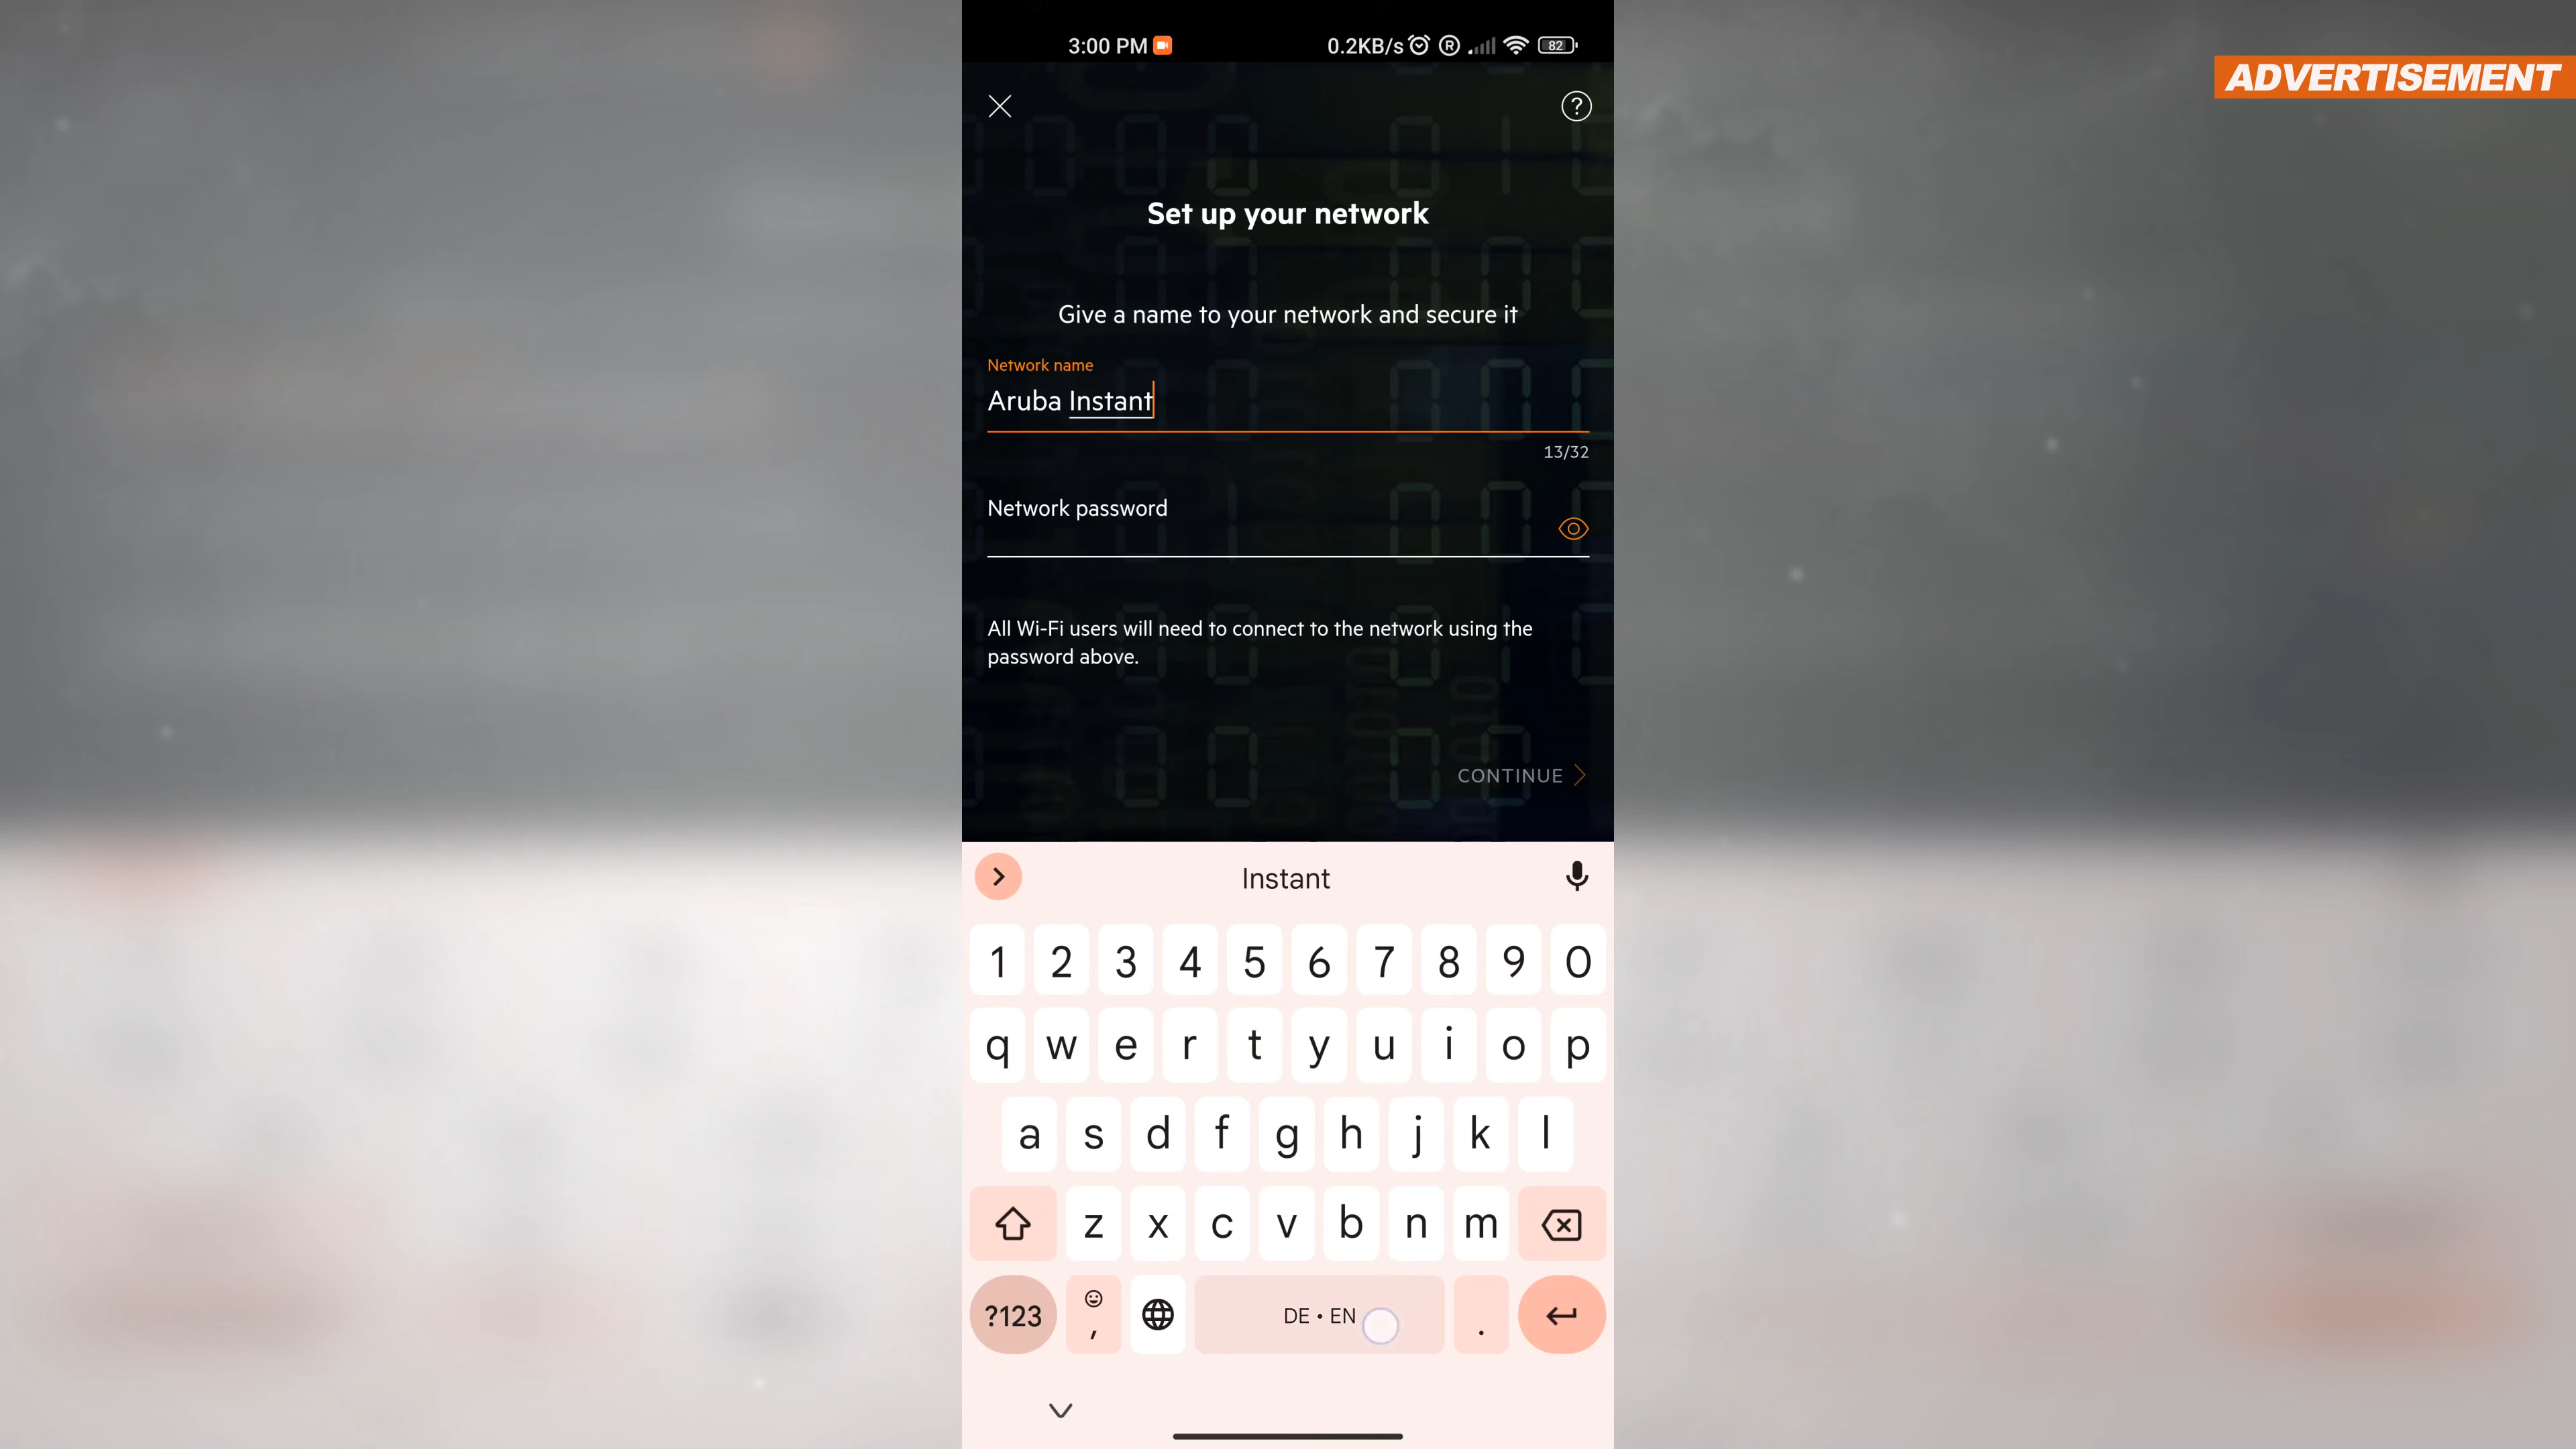 3:00 PM
0.2KB/s
R
82
ADVERTISEMENT
?
Set up your network
Give a name to your network and secure it
Network name
Aruba Instant
13/32
Network password
All Wi-Fi users will need to connect to the network using the
password above.
CONTINUE
Instant
1 2 3 4 5 6 7 8 9 0
q w e r t y u i o p
a s d f g h j k l
z x c v b n m
?123 , DE • EN .